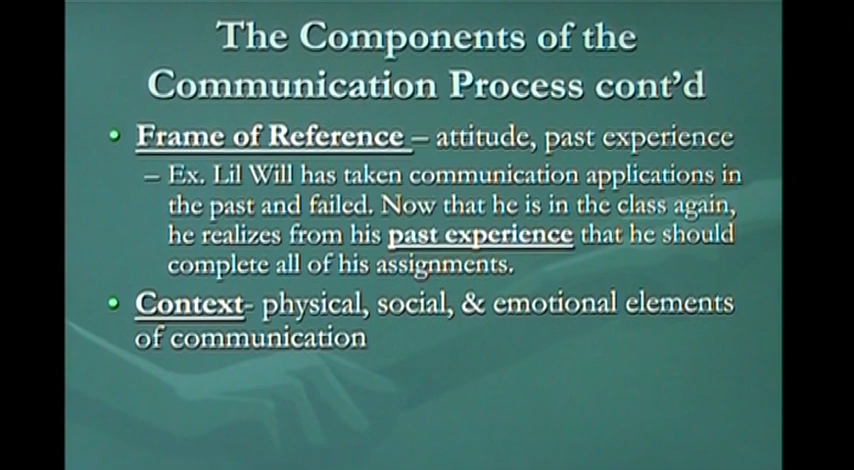 The Components of the
Communication Process cont'd
• Frame of Reference – attitude, past experience
– Ex. Lil Will has taken communication applications in
the past and failed. Now that he is in the class again,
he realizes from his past experience that he should
complete all of his assignments.
• Context- physical, social, & emotional elements
of communication